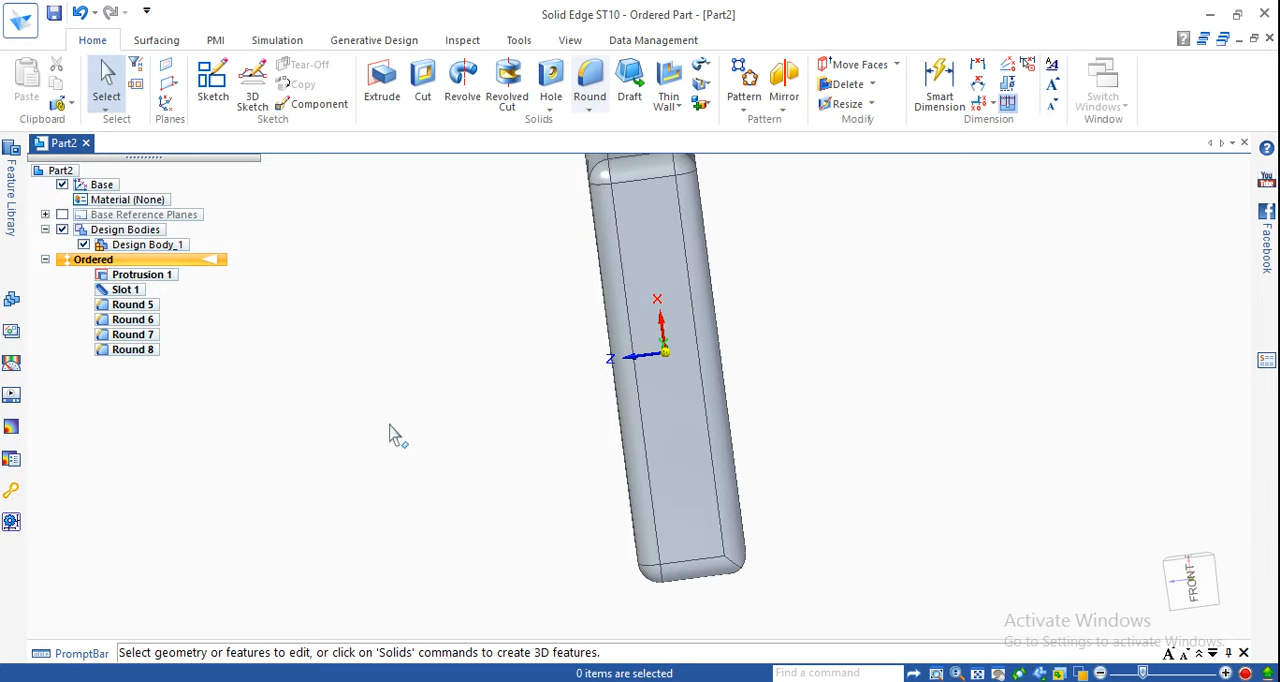 Solid Edge ST10 - Ordered Part - [Part2]
Home Surfacing PMI Simulation Generative Design Inspect Tools View Data Management
Paste
Clipboard
Select
Select
Planes
Sketch
3D Sketch
Tear-Off
Copy
Component
Sketch
Extrude
Cut
Revolve
Revolved Cut
Hole
Round
Draft
Thin Wall
Solids
Pattern
Mirror
Pattern
Move Faces
Delete
Resize
Modify
Smart Dimension
Dimension
Switch Windows
Window
Part2
Feature Library
Part2
Base
Material (None)
Base Reference Planes
Design Bodies
Design Body_1
Ordered
Protrusion 1
Slot 1
Round 5
Round 6
Round 7
Round 8
X
Z
FRONT
You Tube
Facebook
Activate Windows
Go to Settings to activate Windows.
PromptBar
Select geometry or features to edit, or click on 'Solids' commands to create 3D features.
0 items are selected
Find a command